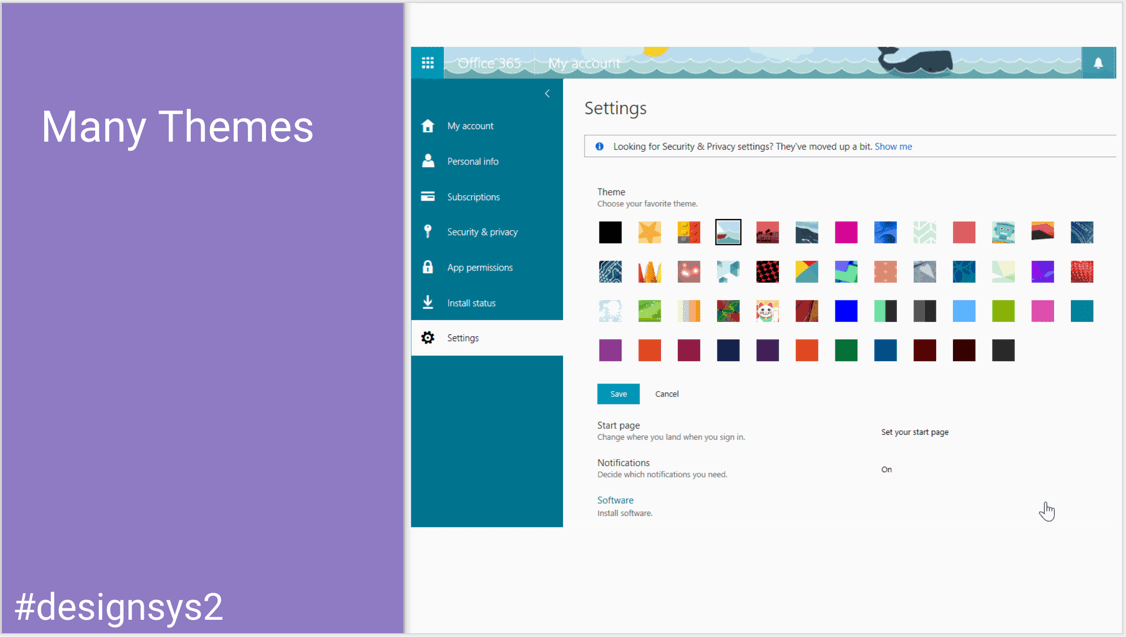 Many Themes
#designsys2
Office 365
My account
My account
Personal info
Subscriptions
Security & privacy
App permissions
Install status
Settings
Settings
Looking for Security & Privacy settings? They've moved up a bit. Show me
Theme
Choose your favorite theme.
Save
Cancel
Start page
Change where you land when you sign in.
Set your start page
Notifications
Decide which notifications you need.
On
Software
Install software.